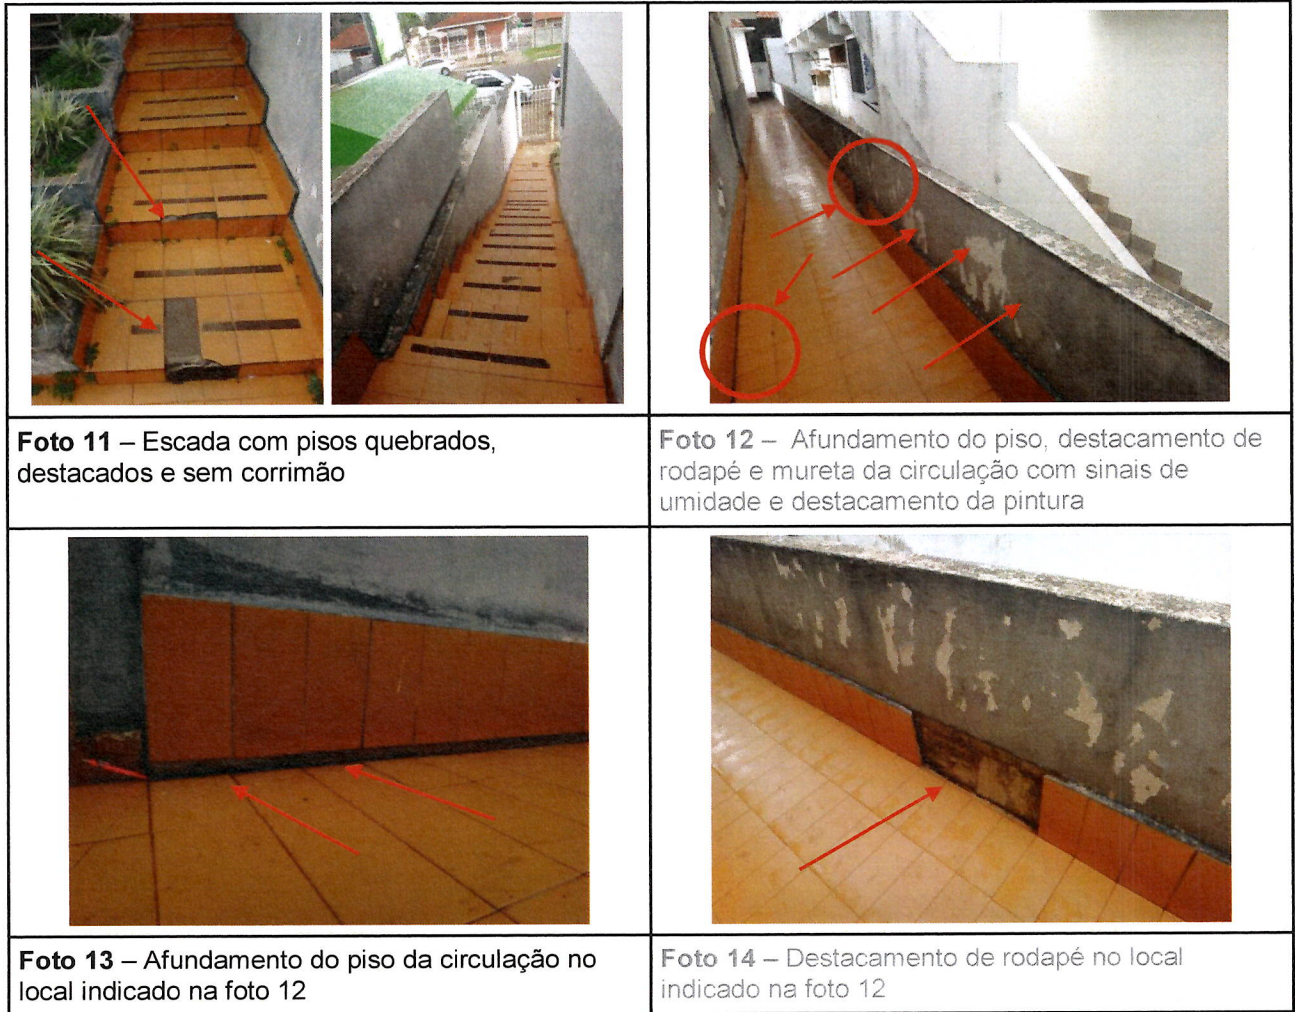 Foto 11 – Escada com pisos quebrados,
destacados e sem corrimão
Foto 12 – Afundamento do piso, destacamento de
rodapé e mureta da circulação com sinais de
umidade e destacamento da pintura
Foto 13 – Afundamento do piso da circulação no
local indicado na foto 12
Foto 14 – Destacamento de rodapé no local
indicado na foto 12